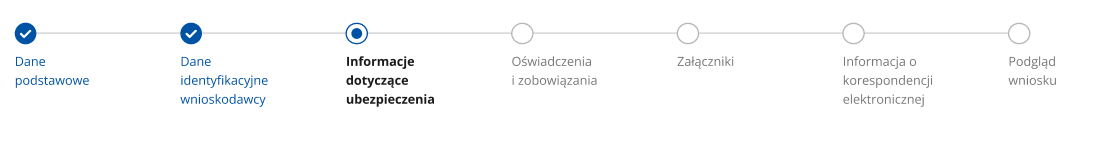 Dane
podstawowe
Dane
identyfikacyjne
wnioskodawcy
Informacje
dotyczące
ubezpieczenia
Oświadczenia
i zobowiązania
Załączniki
Informacja o
korespondencji
elektronicznej
Podgląd
wniosku